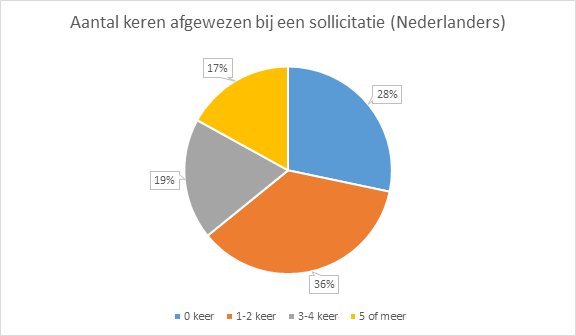 Aantal keren afgewezen bij een sollicitatie (Nederlanders)
17%
28%
19%
36%
0 keer 1-2 keer 3-4 keer 5 of meer